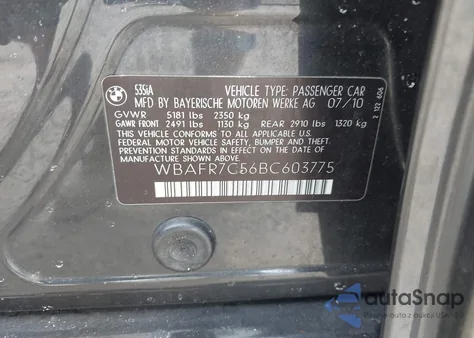 BMW
535iA VEHICLE TYPE: PASSENGER CAR
MFD BY BAYERISCHE MOTOREN WERKE AG 07/10
GVWR 5181 lbs 2350 kg
GAWR FRONT 2491 lbs 1130 kg REAR 2910 lbs 1320 kg
THIS VEHICLE CONFORMS TO ALL APPLICABLE
FEDERAL MOTOR VEHICLE
SAFETY, BUMPER, AND THEFT
PREVENTION STANDARDS IN EFFECT ON THE
DATE OF MANUFACTURE SHOWN ABOVE.
WBAFR7C56BC603775
autaSnap